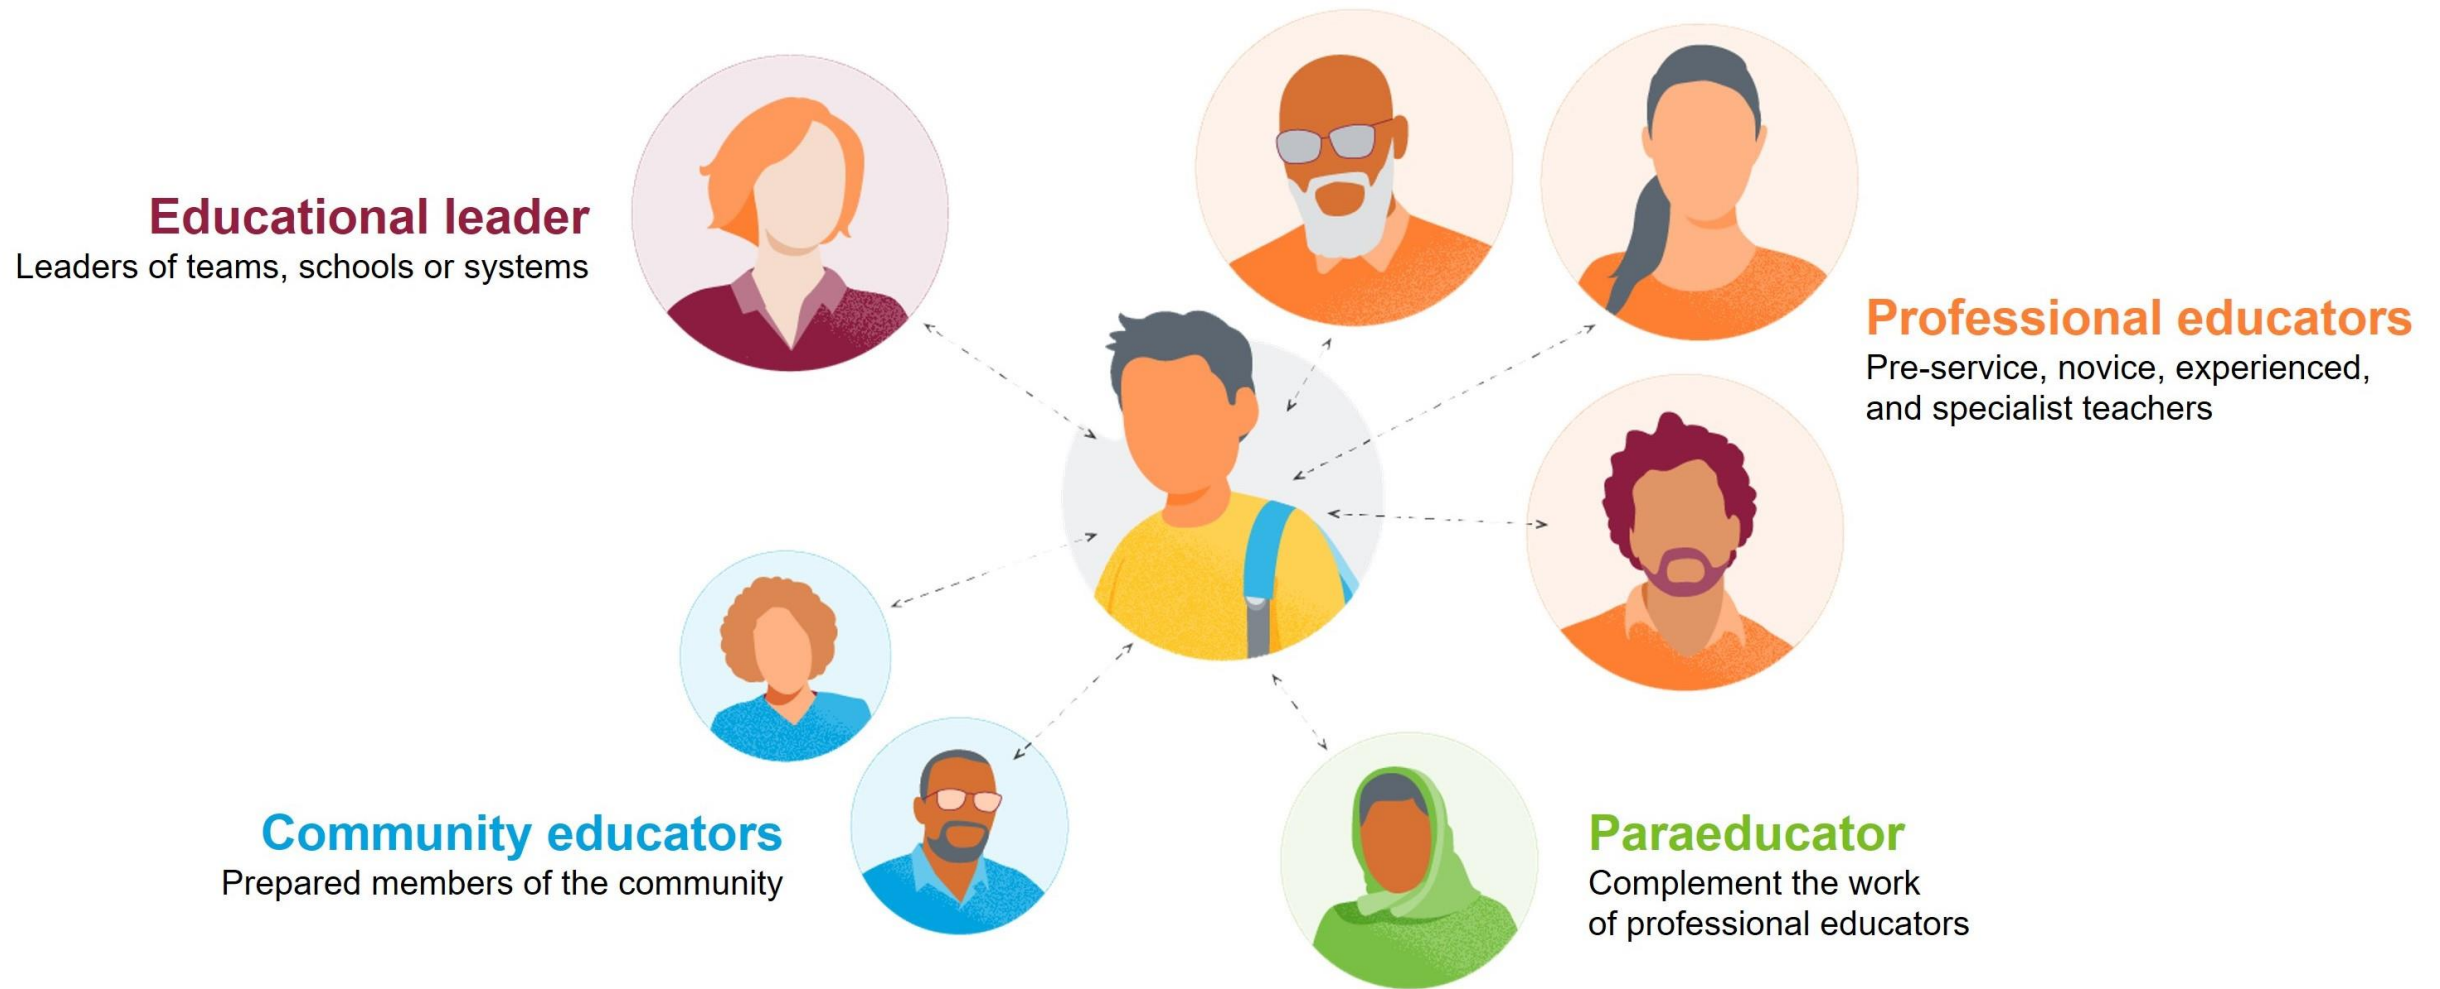 Educational leader
Leaders of teams, schools or systems
Professional educators
Pre-service, novice, experienced,
and specialist teachers
Community educators
Prepared members of the community
Paraeducator
Complement the work
of professional educators